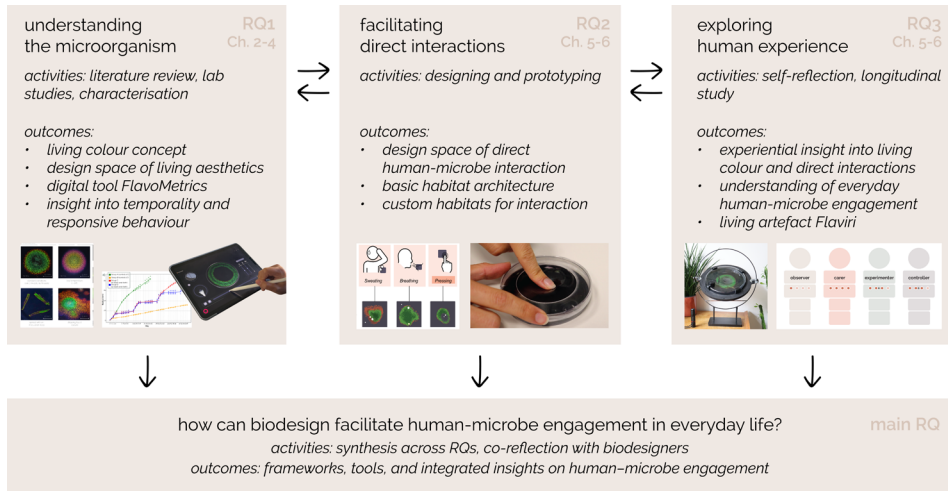 understanding
the microorganism
RQ1
Ch. 2-4
activities: literature review, lab
studies, characterisation
outcomes:
• living colour concept
• design space of living aesthetics
• digital tool FlavoMetrics
• insight into temporality and
responsive behaviour
facilitating
direct interactions
RQ2
Ch. 5-6
activities: designing and prototyping
outcomes:
• design space of direct
human-microbe interaction
• basic habitat architecture
• custom habitats for interaction
Sweating
Breathing
Pressing
exploring
human experience
RQ3
Ch. 5-6
activities: self-reflection, longitudinal
study
outcomes:
• experiential insight into living
colour and direct interactions
• understanding of everyday
human-microbe engagement
• living artefact Flaviri
observer
carer
experimenter
controller
how can biodesign facilitate human-microbe engagement in everyday life?
main RQ
activities: synthesis across RQs, co-reflection with biodesigners
outcomes: frameworks, tools, and integrated insights on human–microbe engagement